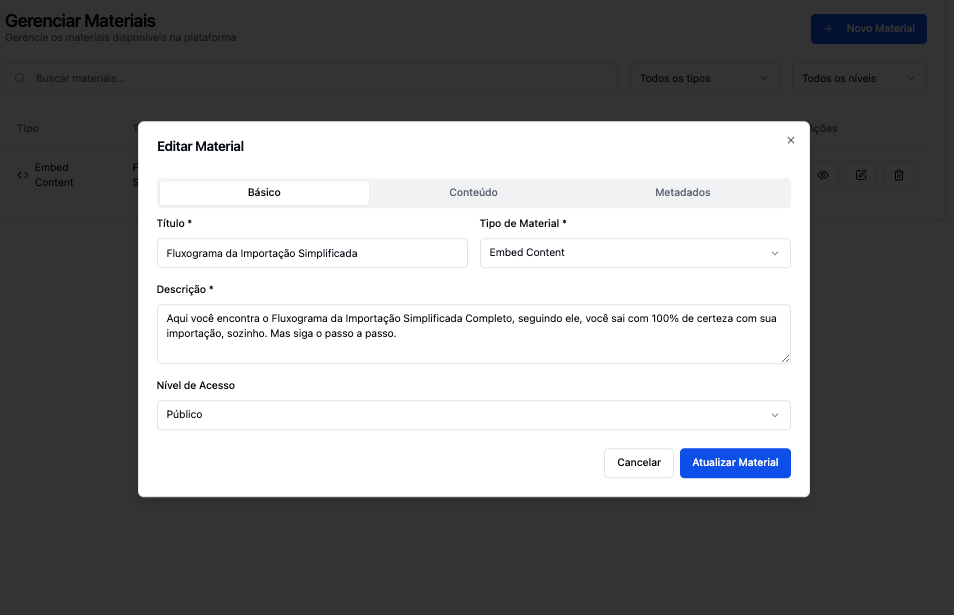 Gerenciar Materiais
Gerencie os materiais disponíveis na plataforma
+ Novo Material
Buscar materiais...
Todos os tipos
Todos os níveis
Tipo
T
ções
Embed
Content
F
S
Editar Material
Básico
Conteúdo
Metadados
Título *
Tipo de Material *
Fluxograma da Importação Simplificada
Embed Content
Descrição *
Aqui você encontra o Fluxograma da Importação Simplificada Completo, seguindo ele, você sai com 100% de certeza com sua
importação, sozinho. Mas siga o passo a passo.
Nível de Acesso
Público
Cancelar
Atualizar Material